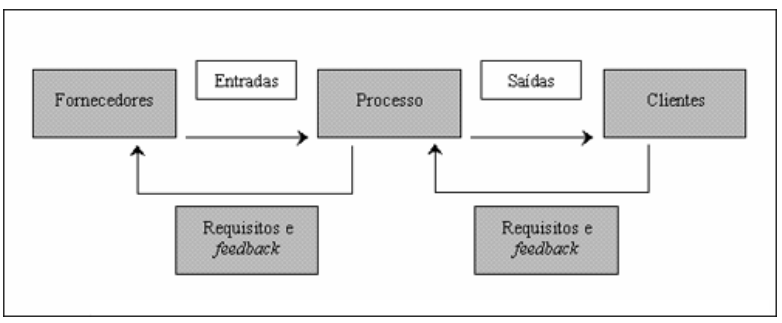 Entradas
Saídas
Fornecedores
Processo
Clientes
Requisitos e
feedback
Requisitos e
feedback